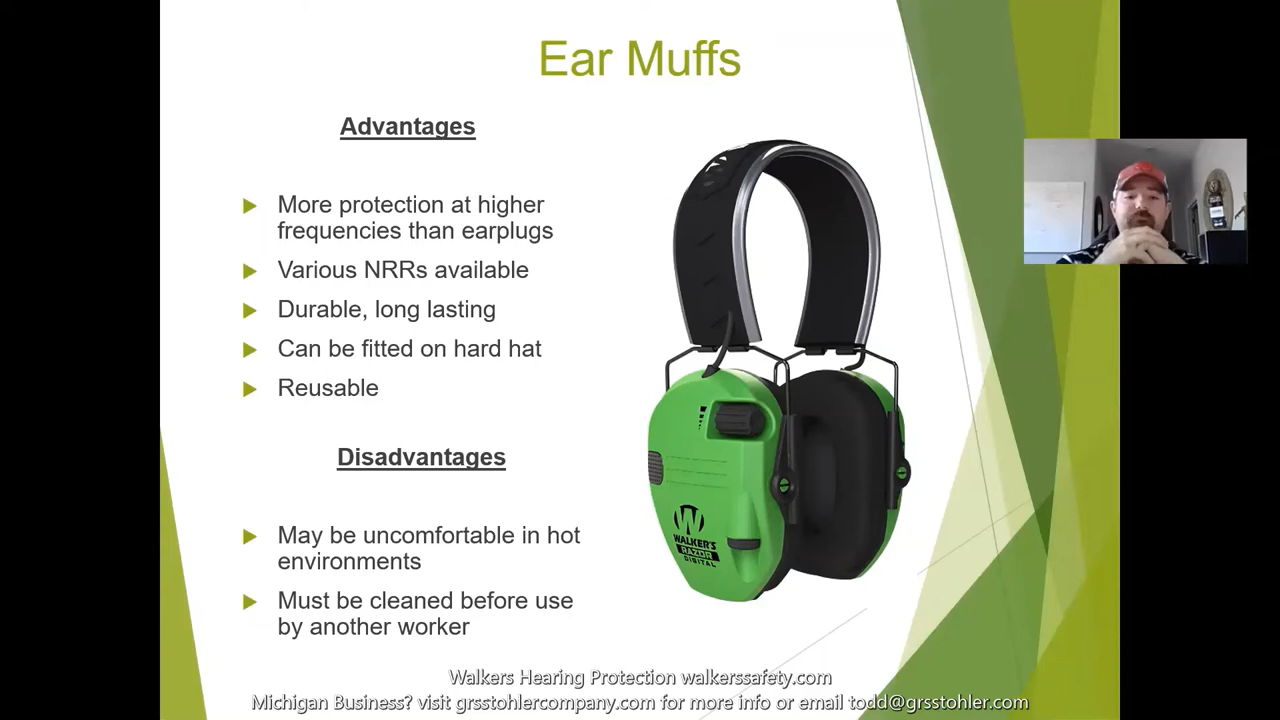 Ear Muffs
Advantages
More protection at higher
frequencies than earplugs
Various NRRs available
Durable, long lasting
Can be fitted on hard hat
Reusable
Disadvantages
May be uncomfortable in hot
environments
Must be cleaned before use
by another worker
W
WALKER'S
RAZOR
DIGITAL
Walkers Hearing Protection walkerssafety.com
Michigan Business? visit grsstohlercompany.com for more info or email todd@grsstohler.com